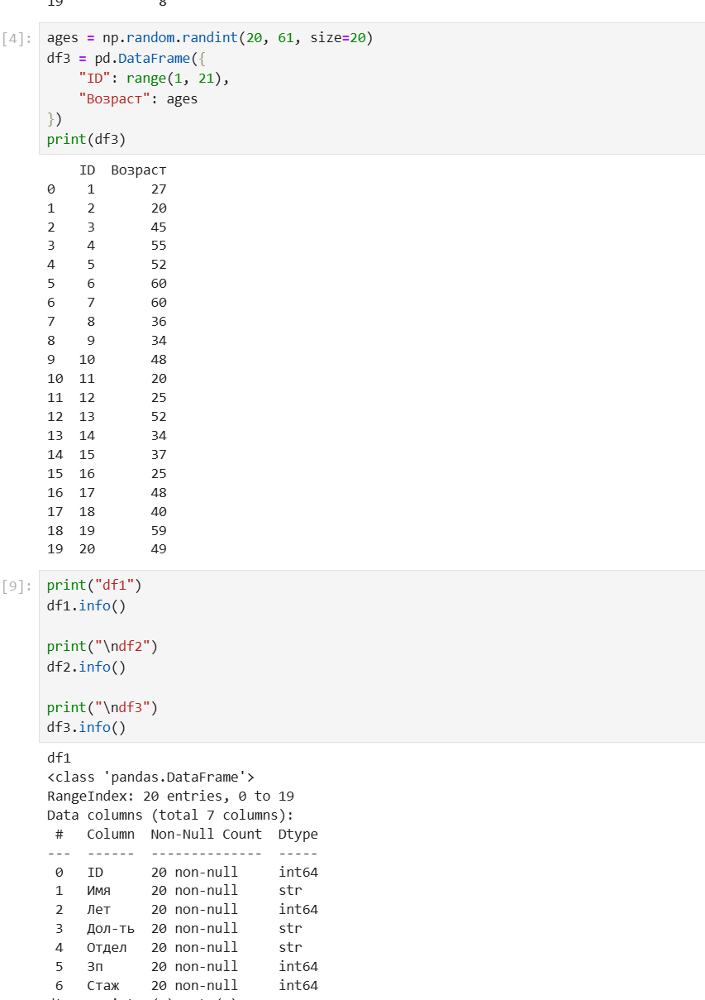 19 8
[4]: ages = np.random.randint(20, 61, size=20)
df3 = pd.DataFrame({
"ID": range(1, 21),
"Возраст": ages
})
print(df3)
ID Возраст
0 1 27
1 2 20
2 3 45
3 4 55
4 5 52
5 6 60
6 7 60
7 8 36
8 9 34
9 10 48
10 11 20
11 12 25
12 13 52
13 14 34
14 15 37
15 16 25
16 17 48
17 18 40
18 19 59
19 20 49
[9]: print("df1")
df1.info()
print("\ndf2")
df2.info()
print("\ndf3")
df3.info()
df1
<class 'pandas.DataFrame'>
RangeIndex: 20 entries, 0 to 19
Data columns (total 7 columns):
# Column Non-Null Count Dtype
--- ------ -------------- -----
0 ID 20 non-null int64
1 Имя 20 non-null str
2 Лет 20 non-null int64
3 Дол-ть 20 non-null str
4 Отдел 20 non-null str
5 Зп 20 non-null int64
6 Стаж 20 non-null int64